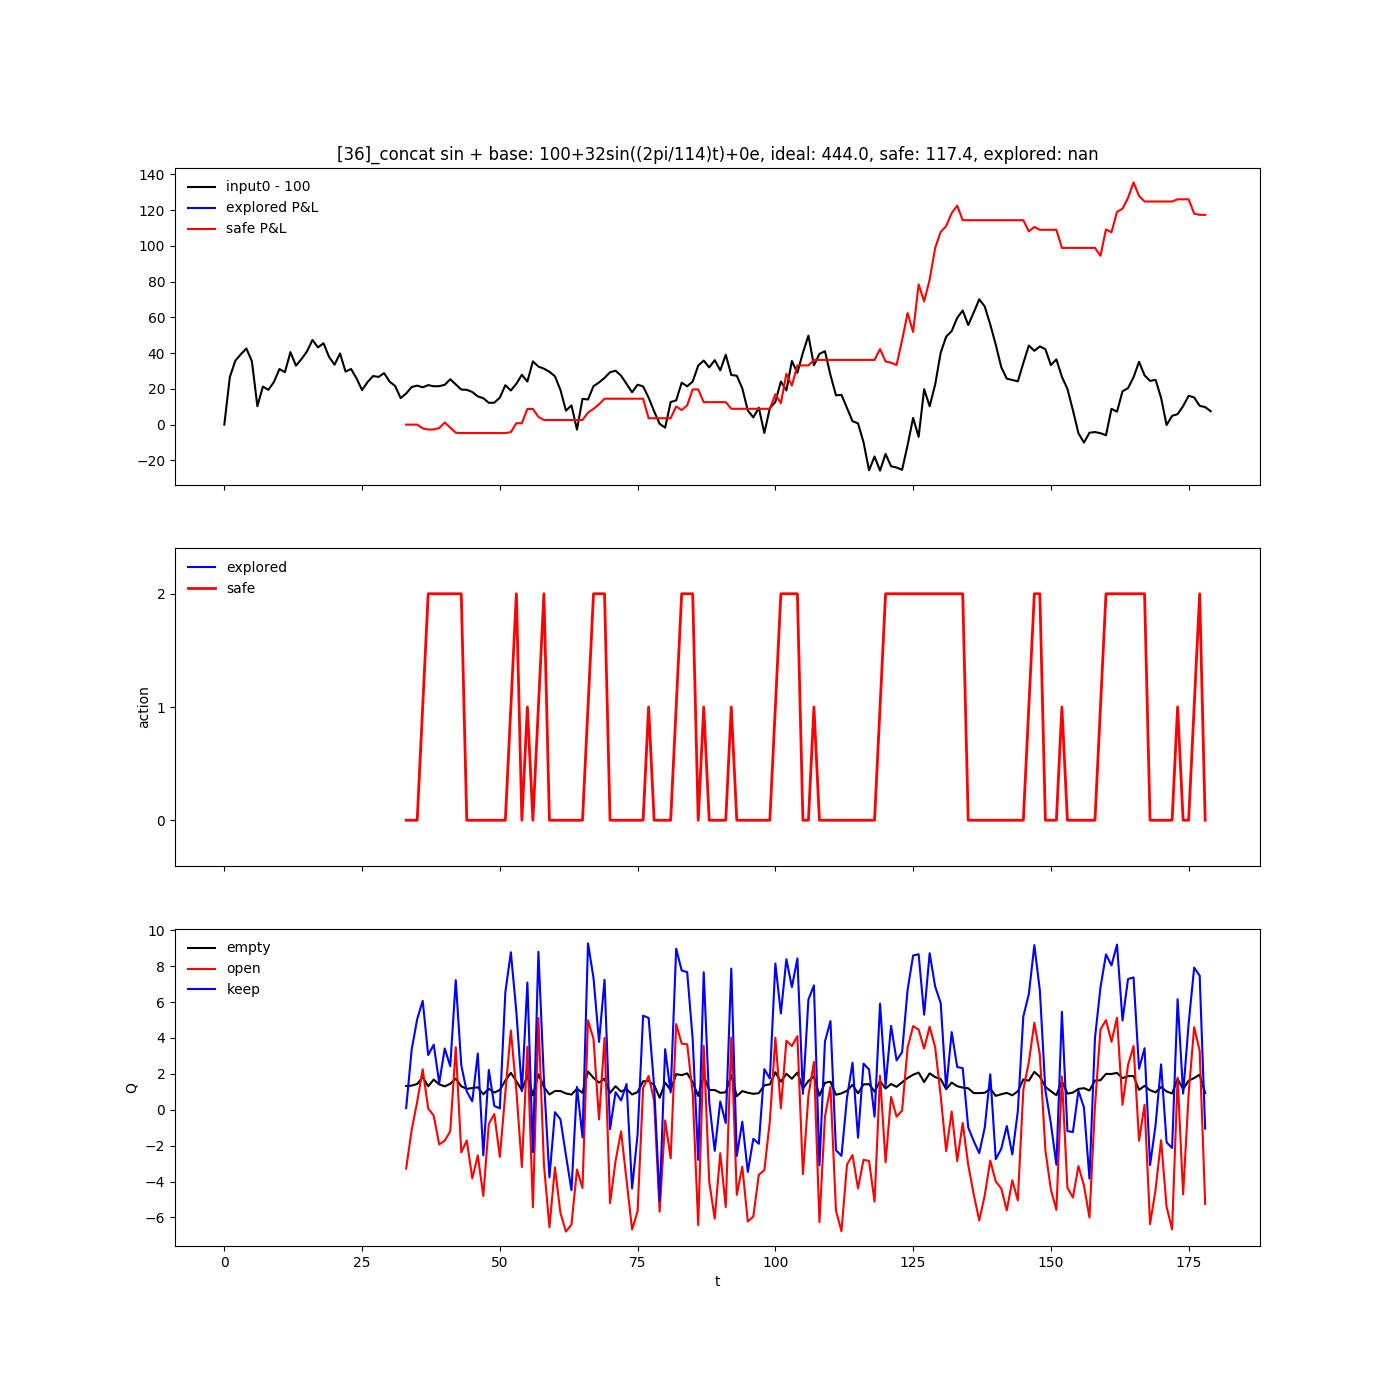 [36]_concat sin + base: 100+32sin((2pi/114)t)+0e, ideal: 444.0, safe: 117.4, explored: nan
140
120
100
80
60
40
20
0
−20
input0 - 100
explored P&L
safe P&L
2
1
0
action
explored
safe
10
8
6
4
2
0
−2
−4
−6
Q
empty
open
keep
0 25 50 75 100 125 150 175
t